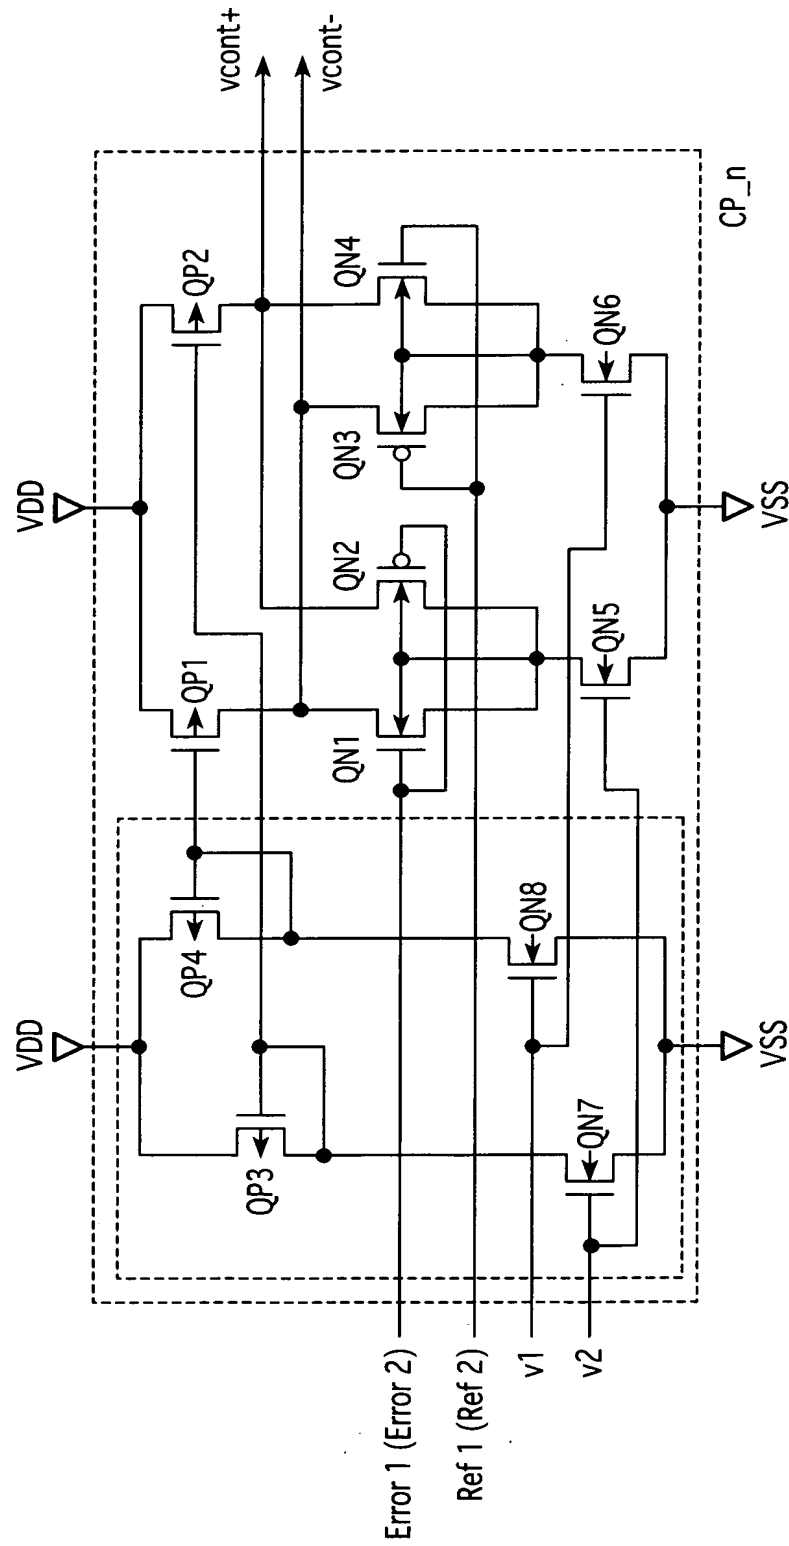 vcont+
vcont-
CP_n
VDD
VDD
VSS
VSS
QP1
QP2
QP3
QP4
QN1
QN2
QN3
QN4
QN5
QN6
QN7
QN8
Error 1 (Error 2)
Ref 1 (Ref 2)
v1
v2